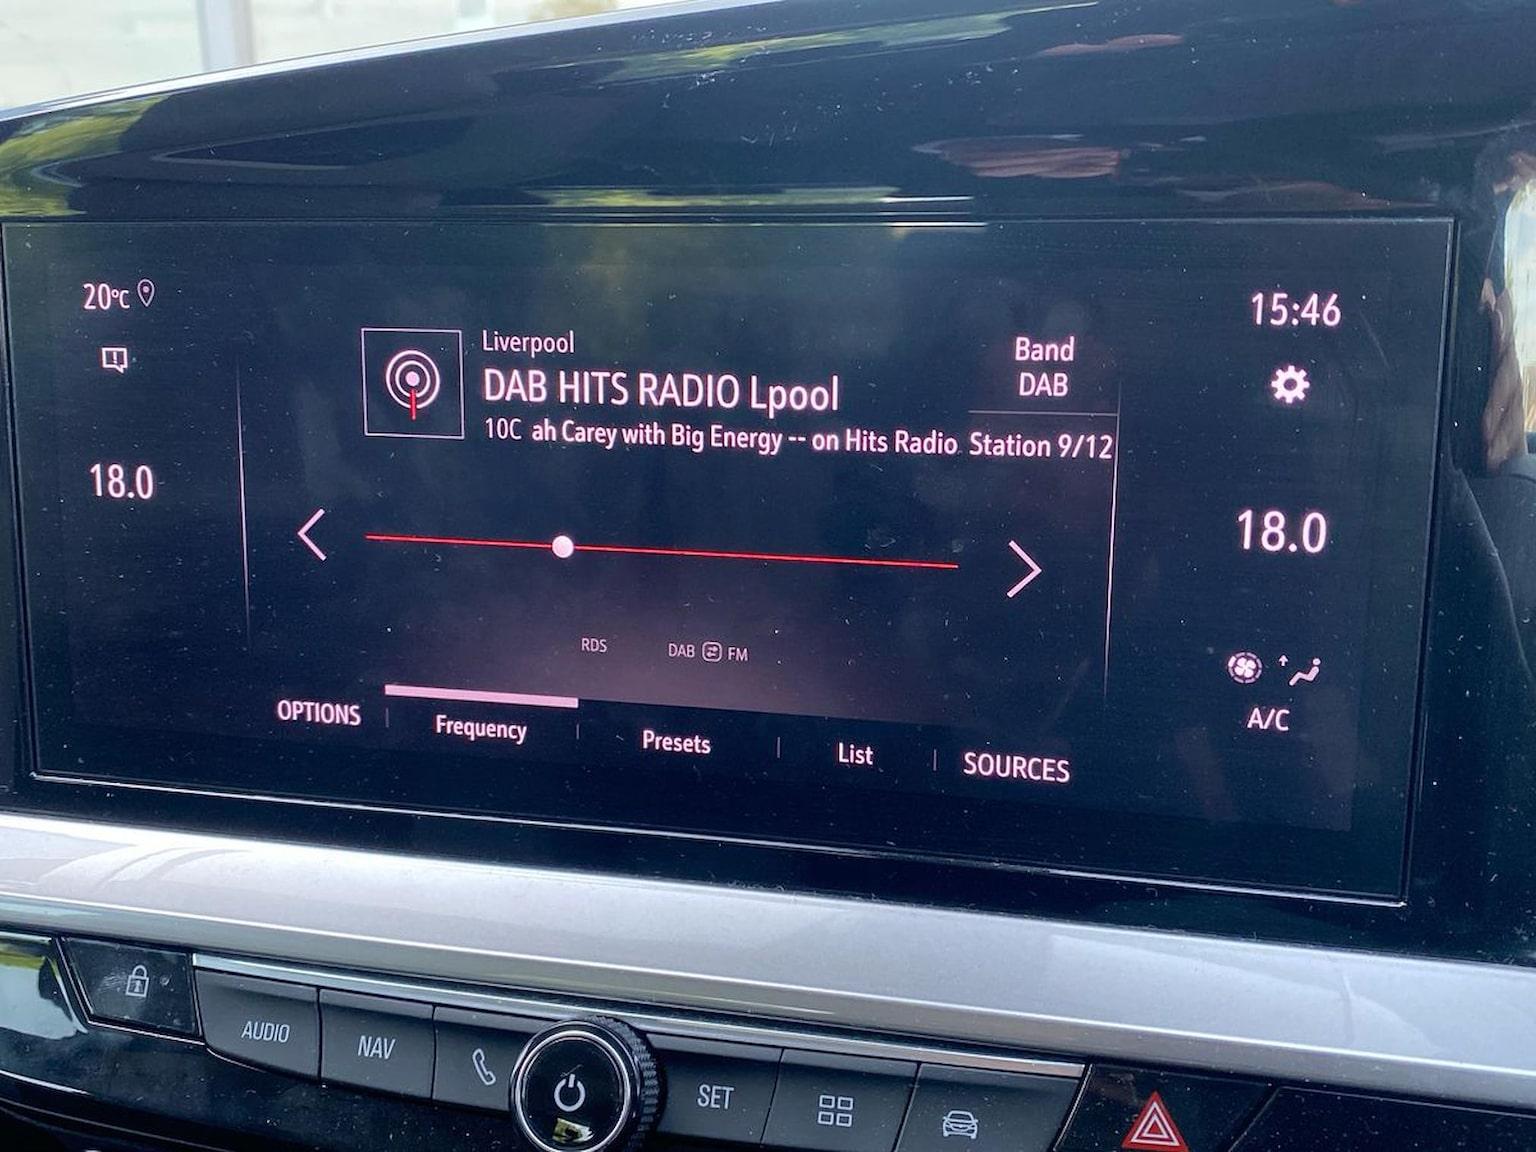 20°C
15:46
Liverpool
DAB HITS RADIO Lpool
10C ah Carey with Big Energy -- on Hits Radio
Band
DAB
Station 9/12
18.0
18.0
RDS
DAB FM
A/C
OPTIONS
Frequency
Presets
List
SOURCES
AUDIO
NAV
SET